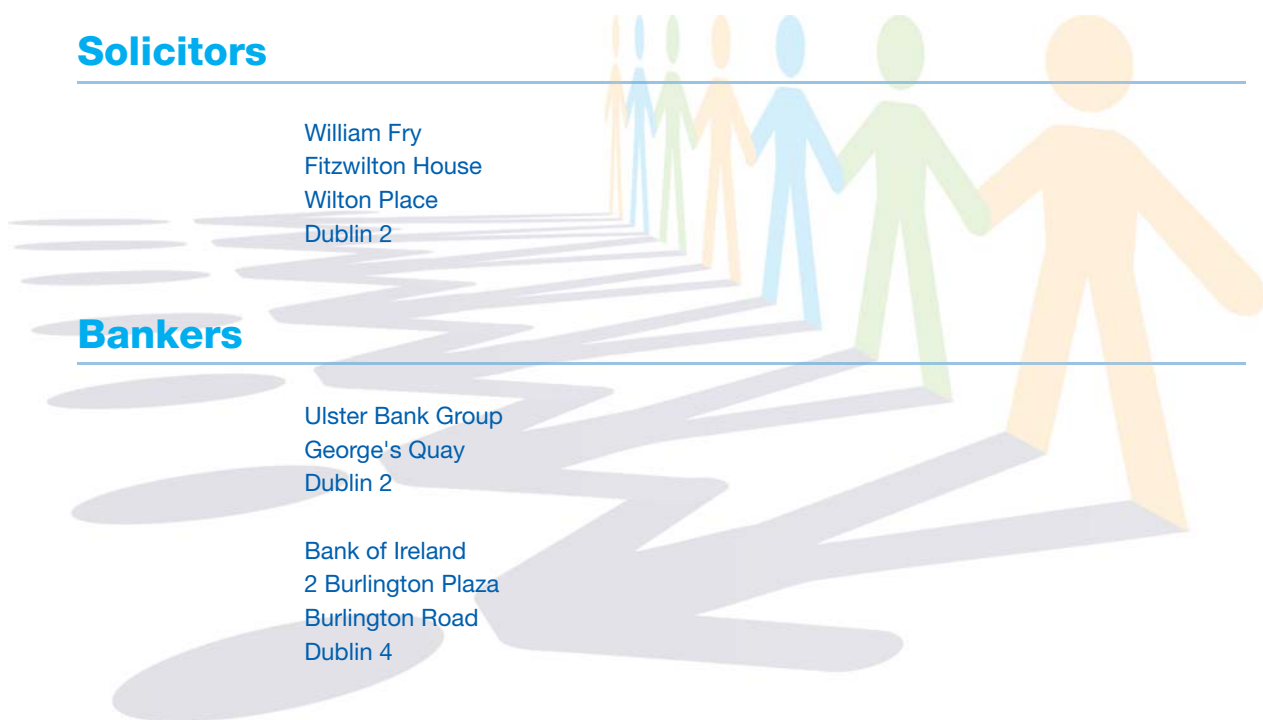 Solicitors
William Fry
Fitzwilton House
Wilton Place
Dublin 2
Bankers
Ulster Bank Group
George's Quay
Dublin 2
Bank of Ireland
2 Burlington Plaza
Burlington Road
Dublin 4